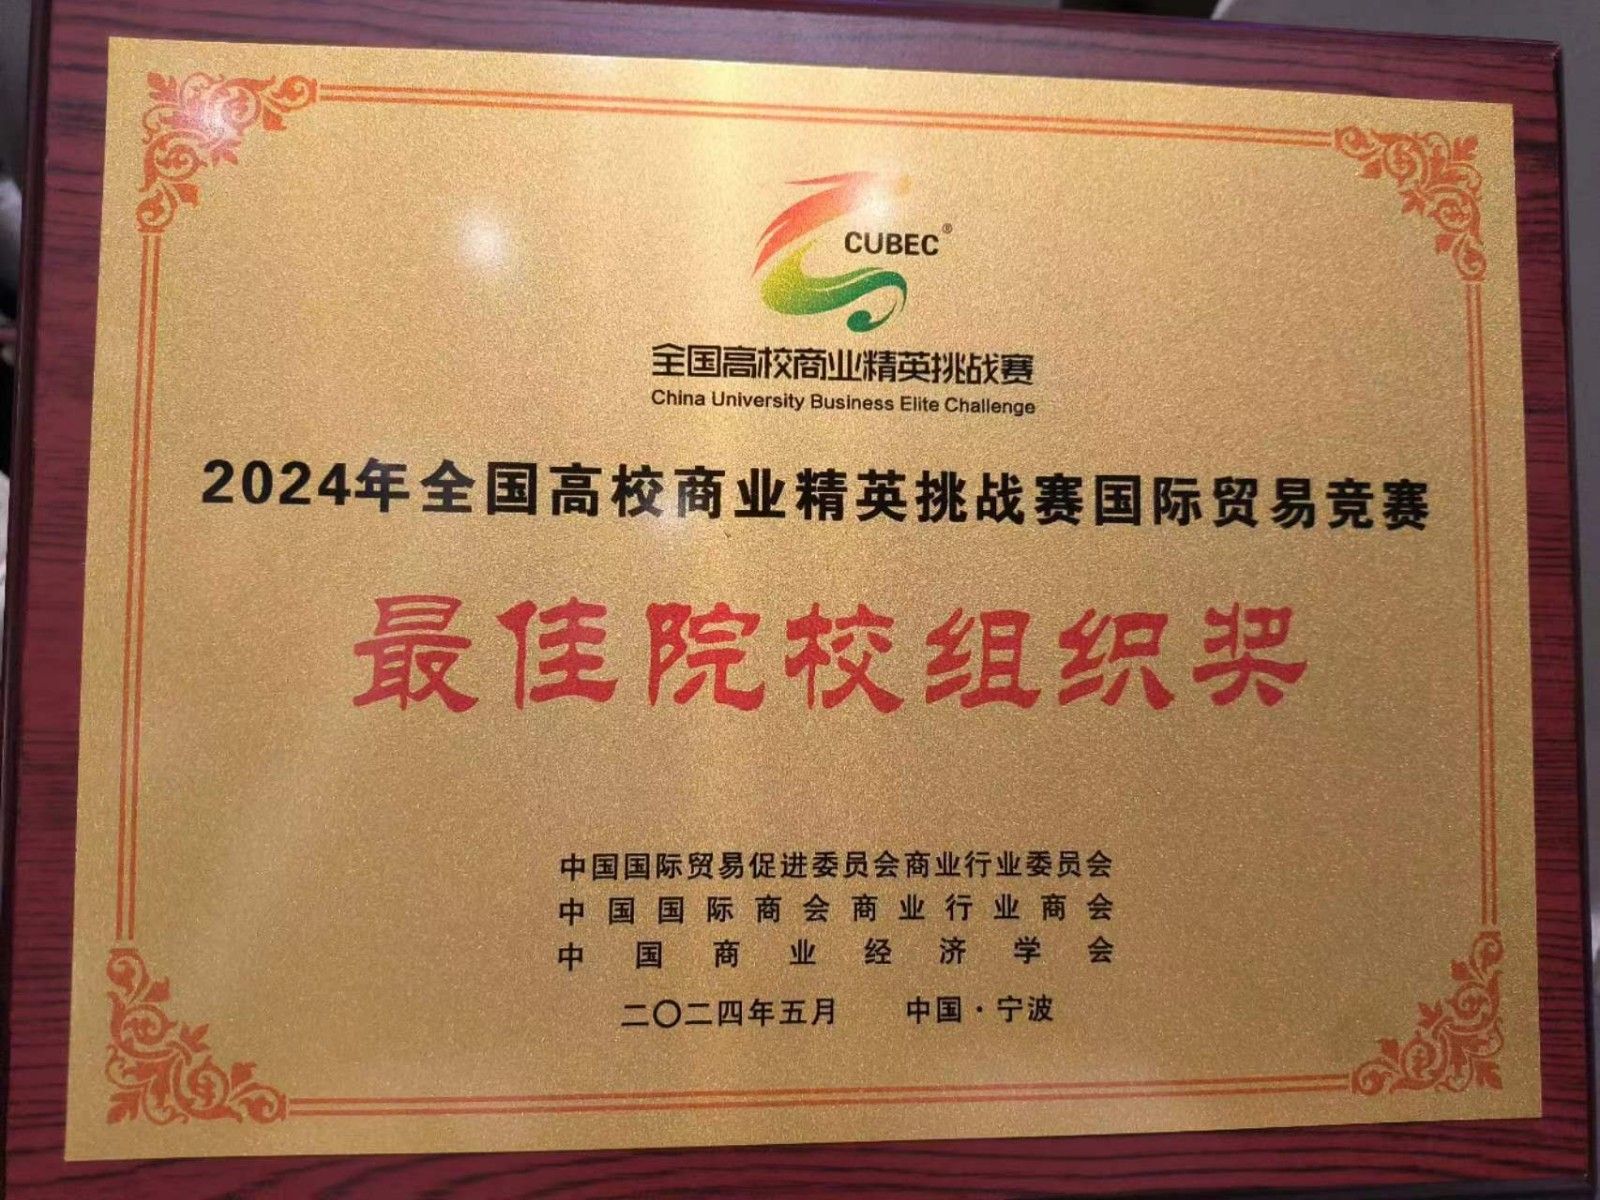 CUBEC®
全国高校商业精英挑战赛
China University Business Elite Challenge
2024年全国高校商业精英挑战赛国际贸易竞赛
最佳院校组织奖
中国国际贸易促进委员会商业行业委员会
中国国际商会商业行业商会
中国商业经济学会
二〇二四年五月 中国·宁波